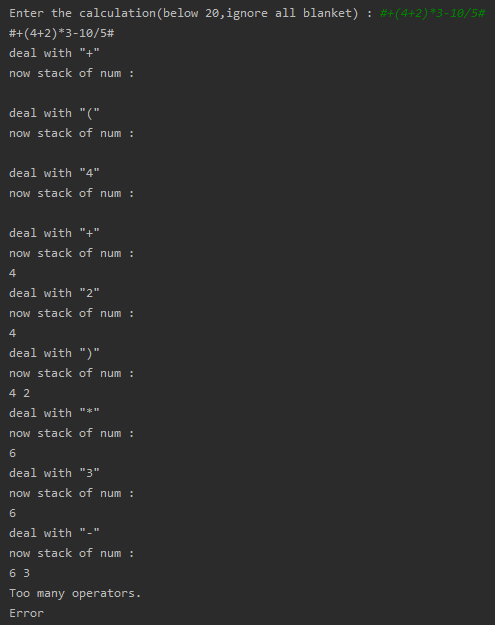 Enter the calculation(below 20,ignore all blanket) : #+(4+2)*3-10/5#
#+(4+2)*3-10/5#
deal with "+"
now stack of num :
deal with "("
now stack of num :
deal with "4"
now stack of num :
deal with "+"
now stack of num :
4
deal with "2"
now stack of num :
4
deal with ")"
now stack of num :
4 2
deal with "*"
now stack of num :
6
deal with "3"
now stack of num :
6
deal with "-"
now stack of num :
6 3
Too many operators.
Error